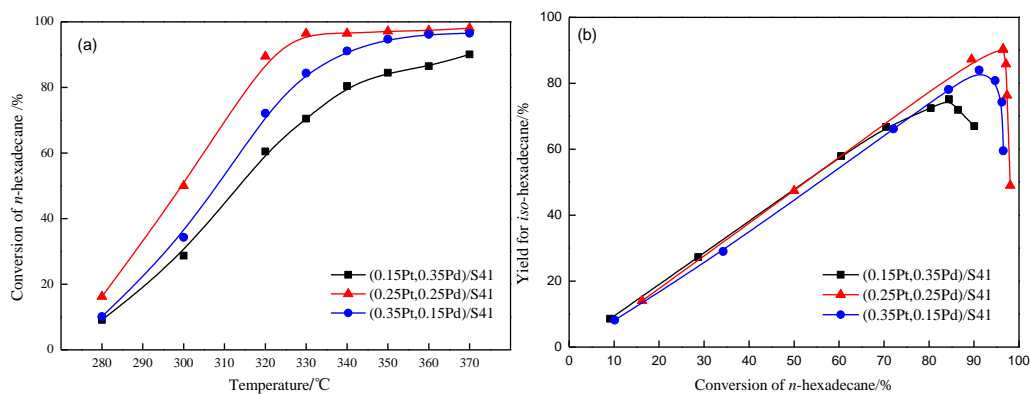 (a)
Conversion of n-hexadecane /%
100
80
60
40
20
0
280 290 300 310 320 330 340 350 360 370
Temperature/℃
(0.15Pt,0.35Pd)/S41
(0.25Pt,0.25Pd)/S41
(0.35Pt,0.15Pd)/S41
(b)
Yield for iso-hexadecane/%
100
80
60
40
20
0
0 10 20 30 40 50 60 70 80 90 100
Conversion of n-hexadecane/%
(0.15Pt,0.35Pd)/S41
(0.25Pt,0.25Pd)/S41
(0.35Pt,0.15Pd)/S41